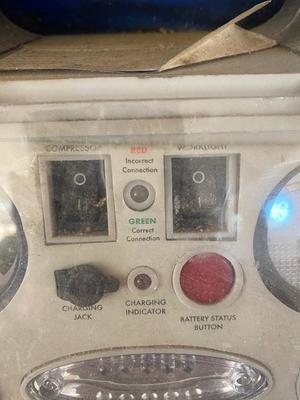 COMPRESSOR
RED
WORKLIGHT
Incorrect
Connection
GREEN
Correct
Connection
CHARGING
JACK
CHARGING
INDICATOR
BATTERY STATUS
BUTTON